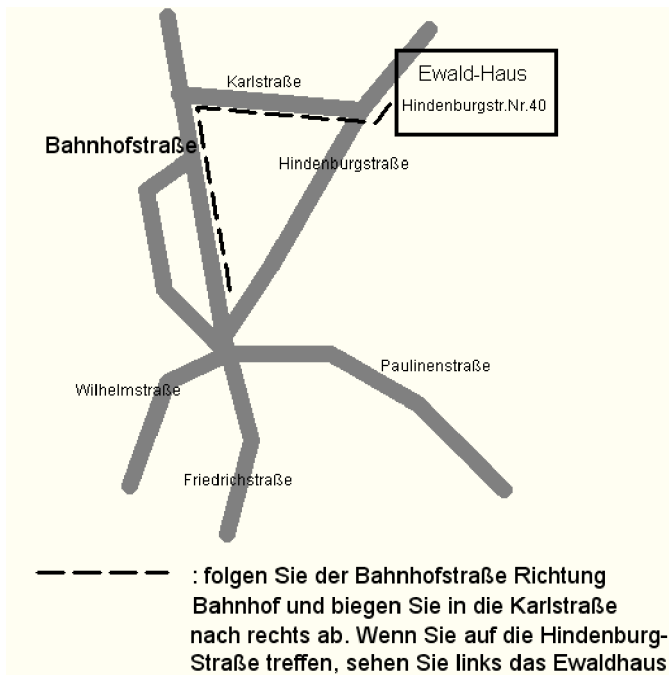 Karlstraße
Ewald-Haus
Hindenburgstr.Nr.40
Bahnhofstraße
Hindenburgstraße
Paulinenstraße
Wilhelmstraße
Friedrichstraße
: folgen Sie der Bahnhofstraße Richtung
Bahnhof und biegen Sie in die Karlstraße
nach rechts ab. Wenn Sie auf die Hindenburg-
Straße treffen, sehen Sie links das Ewaldhaus